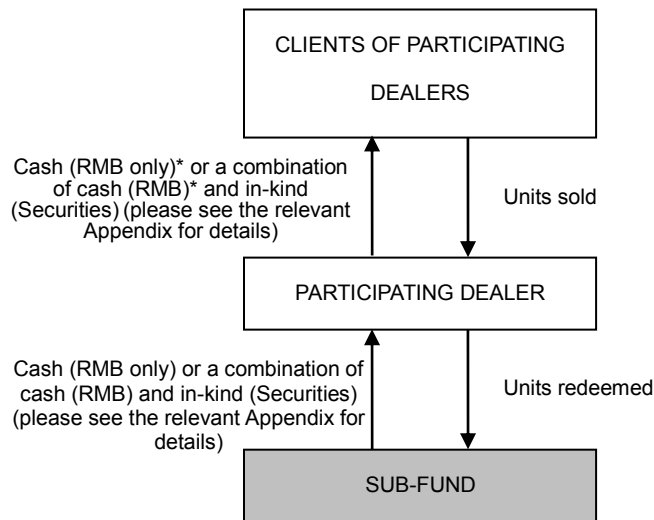 CLIENTS OF PARTICIPATING
DEALERS
Cash (RMB only)* or a combination
of cash (RMB)* and in-kind
(Securities) (please see the relevant
Appendix for details)
Units sold
PARTICIPATING DEALER
Cash (RMB only) or a combination of
cash (RMB) and in-kind (Securities)
(please see the relevant Appendix for
details)
Units redeemed
SUB-FUND